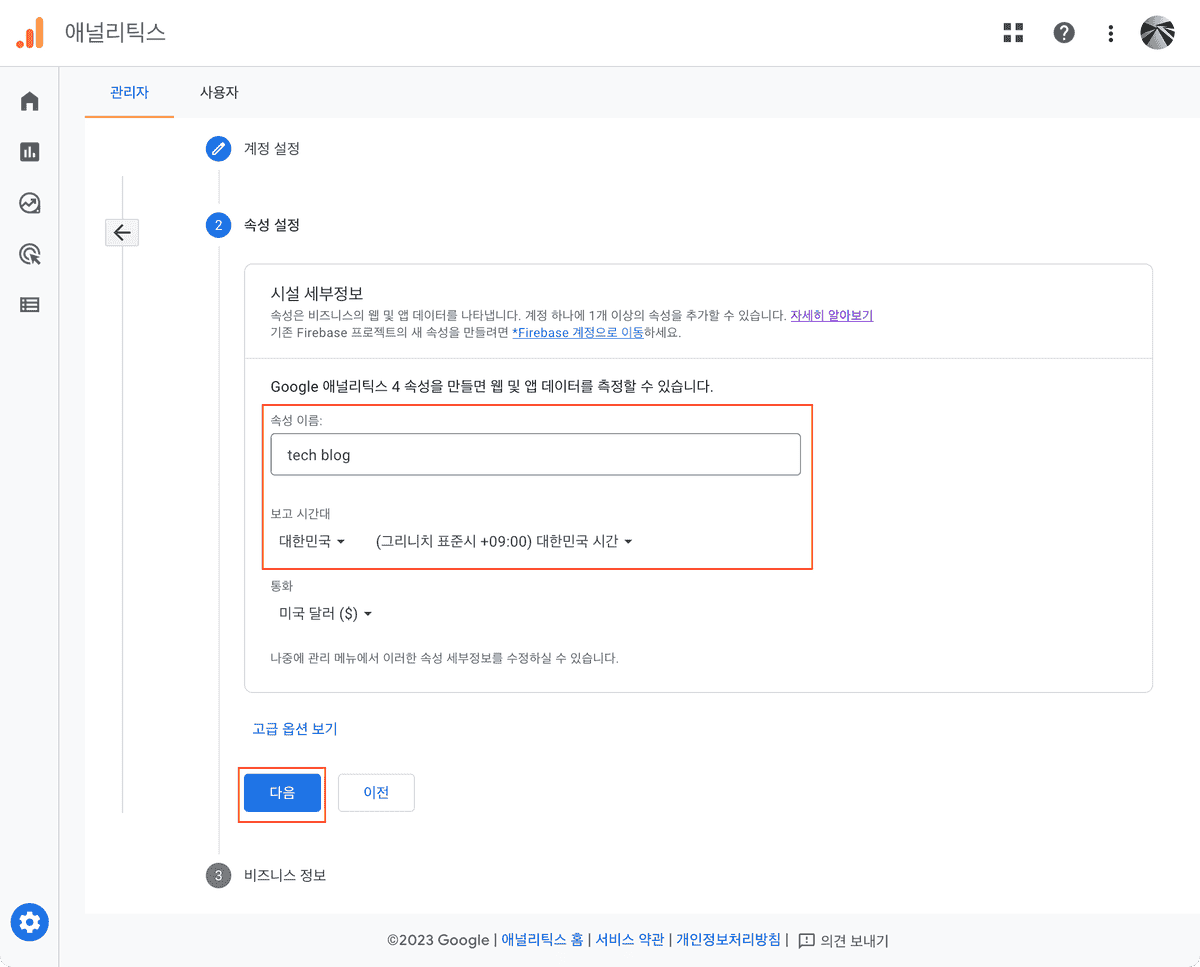 애널리틱스
관리자 사용자
계정 설정
2 속성 설정
시설 세부정보
속성은 비즈니스의 웹 및 앱 데이터를 나타냅니다. 계정 하나에 1개 이상의 속성을 추가할 수 있습니다. 자세히 알아보기
기존 Firebase 프로젝트의 새 속성을 만들려면 *Firebase 계정으로 이동하세요.
Google 애널리틱스 4 속성을 만들면 웹 및 앱 데이터를 측정할 수 있습니다.
속성 이름:
tech blog
보고 시간대
대한민국 (그리니치 표준시 +09:00) 대한민국 시간
통화
미국 달러 ($)
나중에 관리 메뉴에서 이러한 속성 세부정보를 수정하실 수 있습니다.
고급 옵션 보기
다음 이전
3 비즈니스 정보
©2023 Google | 애널리틱스 홈 | 서비스 약관 | 개인정보처리방침 | 의견 보내기